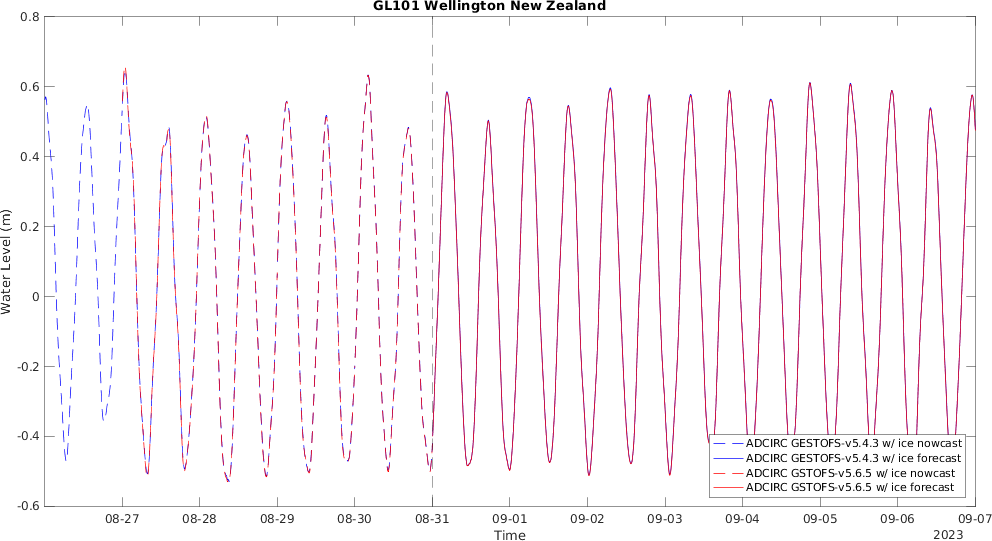 GL101 Wellington New Zealand
0.8
0.6
0.4
0.2
0
-0.2
-0.4
-0.6
Water Level (m)
ADCIRC GESTOFS-v5.4.3 w/ ice nowcast
ADCIRC GESTOFS-v5.4.3 w/ ice forecast
ADCIRC GSTOFS-v5.6.5 w/ ice nowcast
ADCIRC GSTOFS-v5.6.5 w/ ice forecast
08-27 08-28 08-29 08-30 08-31 09-01 09-02 09-03 09-04 09-05 09-06 09-07
Time
2023